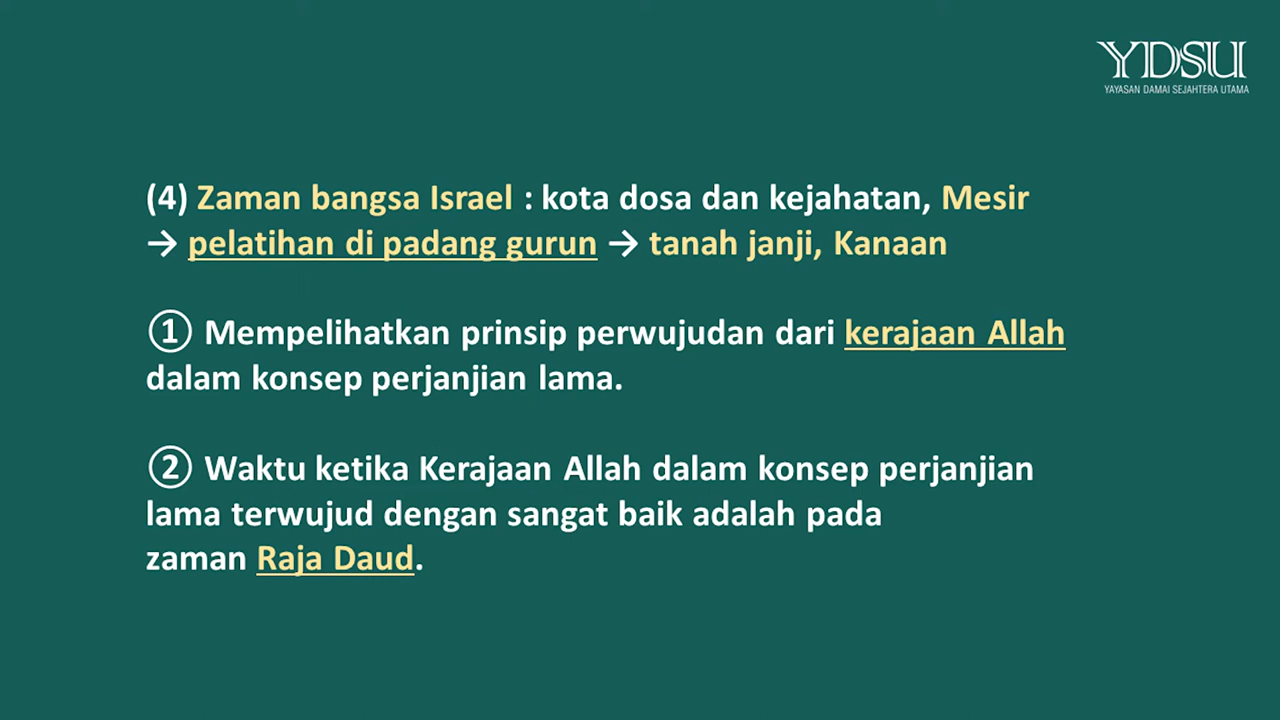 YDSU
YAYASAN DAMAI SEJAHTERA UTAMA
(4) Zaman bangsa Israel : kota dosa dan kejahatan, Mesir
→ pelatihan di padang gurun → tanah janji, Kanaan
① Mempelihatkan prinsip perwujudan dari kerajaan Allah
dalam konsep perjanjian lama.
② Waktu ketika Kerajaan Allah dalam konsep perjanjian
lama terwujud dengan sangat baik adalah pada
zaman Raja Daud.